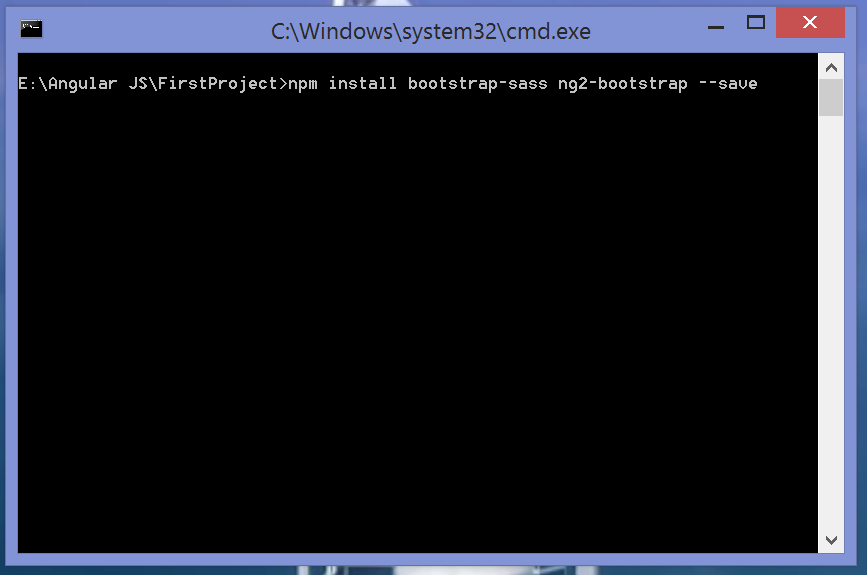 C:\Windows\system32\cmd.exe
E:\Angular JS\FirstProject>npm install bootstrap-sass ng2-bootstrap --save